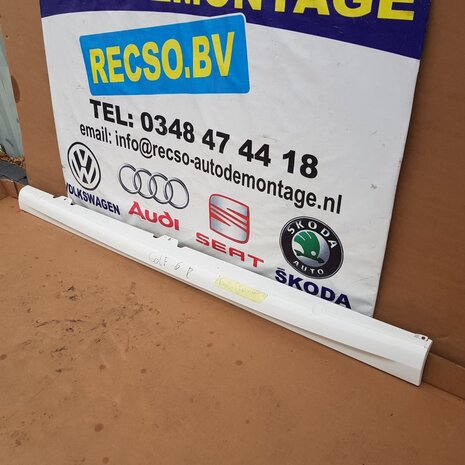 DEMONTAGE
RECSO.BV
TEL: 0348 47 44 18
email: info@recso-autodemontage.nl
VOLKSWAGEN
Audi
SEAT
SKODA
AUTO
ŠKODA
GOLF 6 R